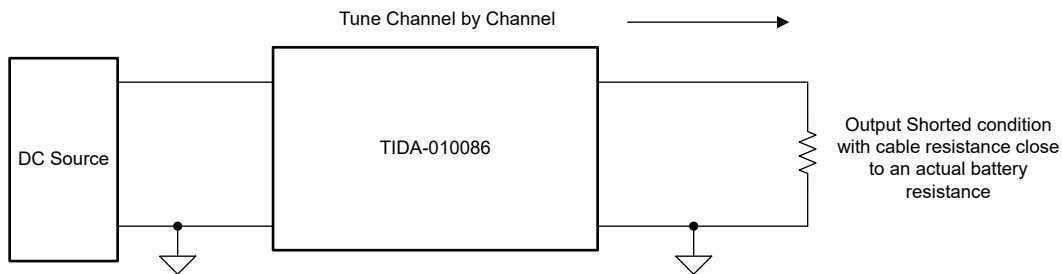 Tune Channel by Channel
DC Source
TIDA-010086
Output Shorted condition
with cable resistance close
to an actual battery
resistance